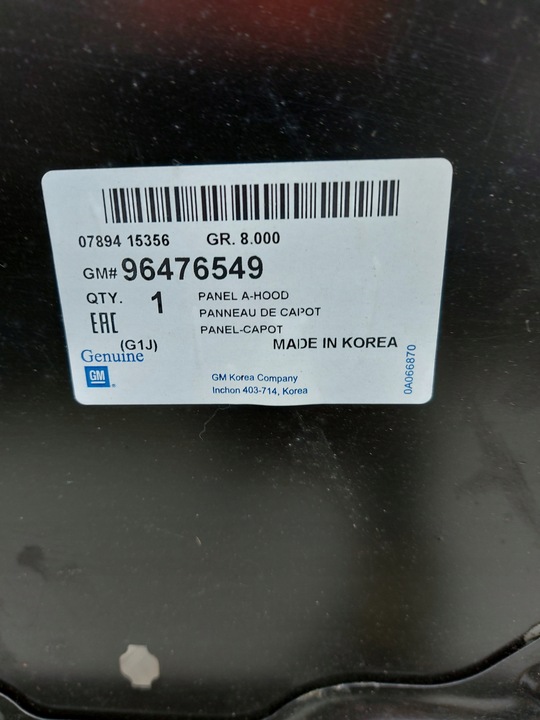 07894 15356 GR. 8.000
GM# 96476549
QTY. 1 PANEL A-HOOD
PANNEAU DE CAPOT
EAC PANEL-CAPOT
(G1J) MADE IN KOREA
Genuine
GM ®
GM Korea Company
Inchon 403-714, Korea
0A066870